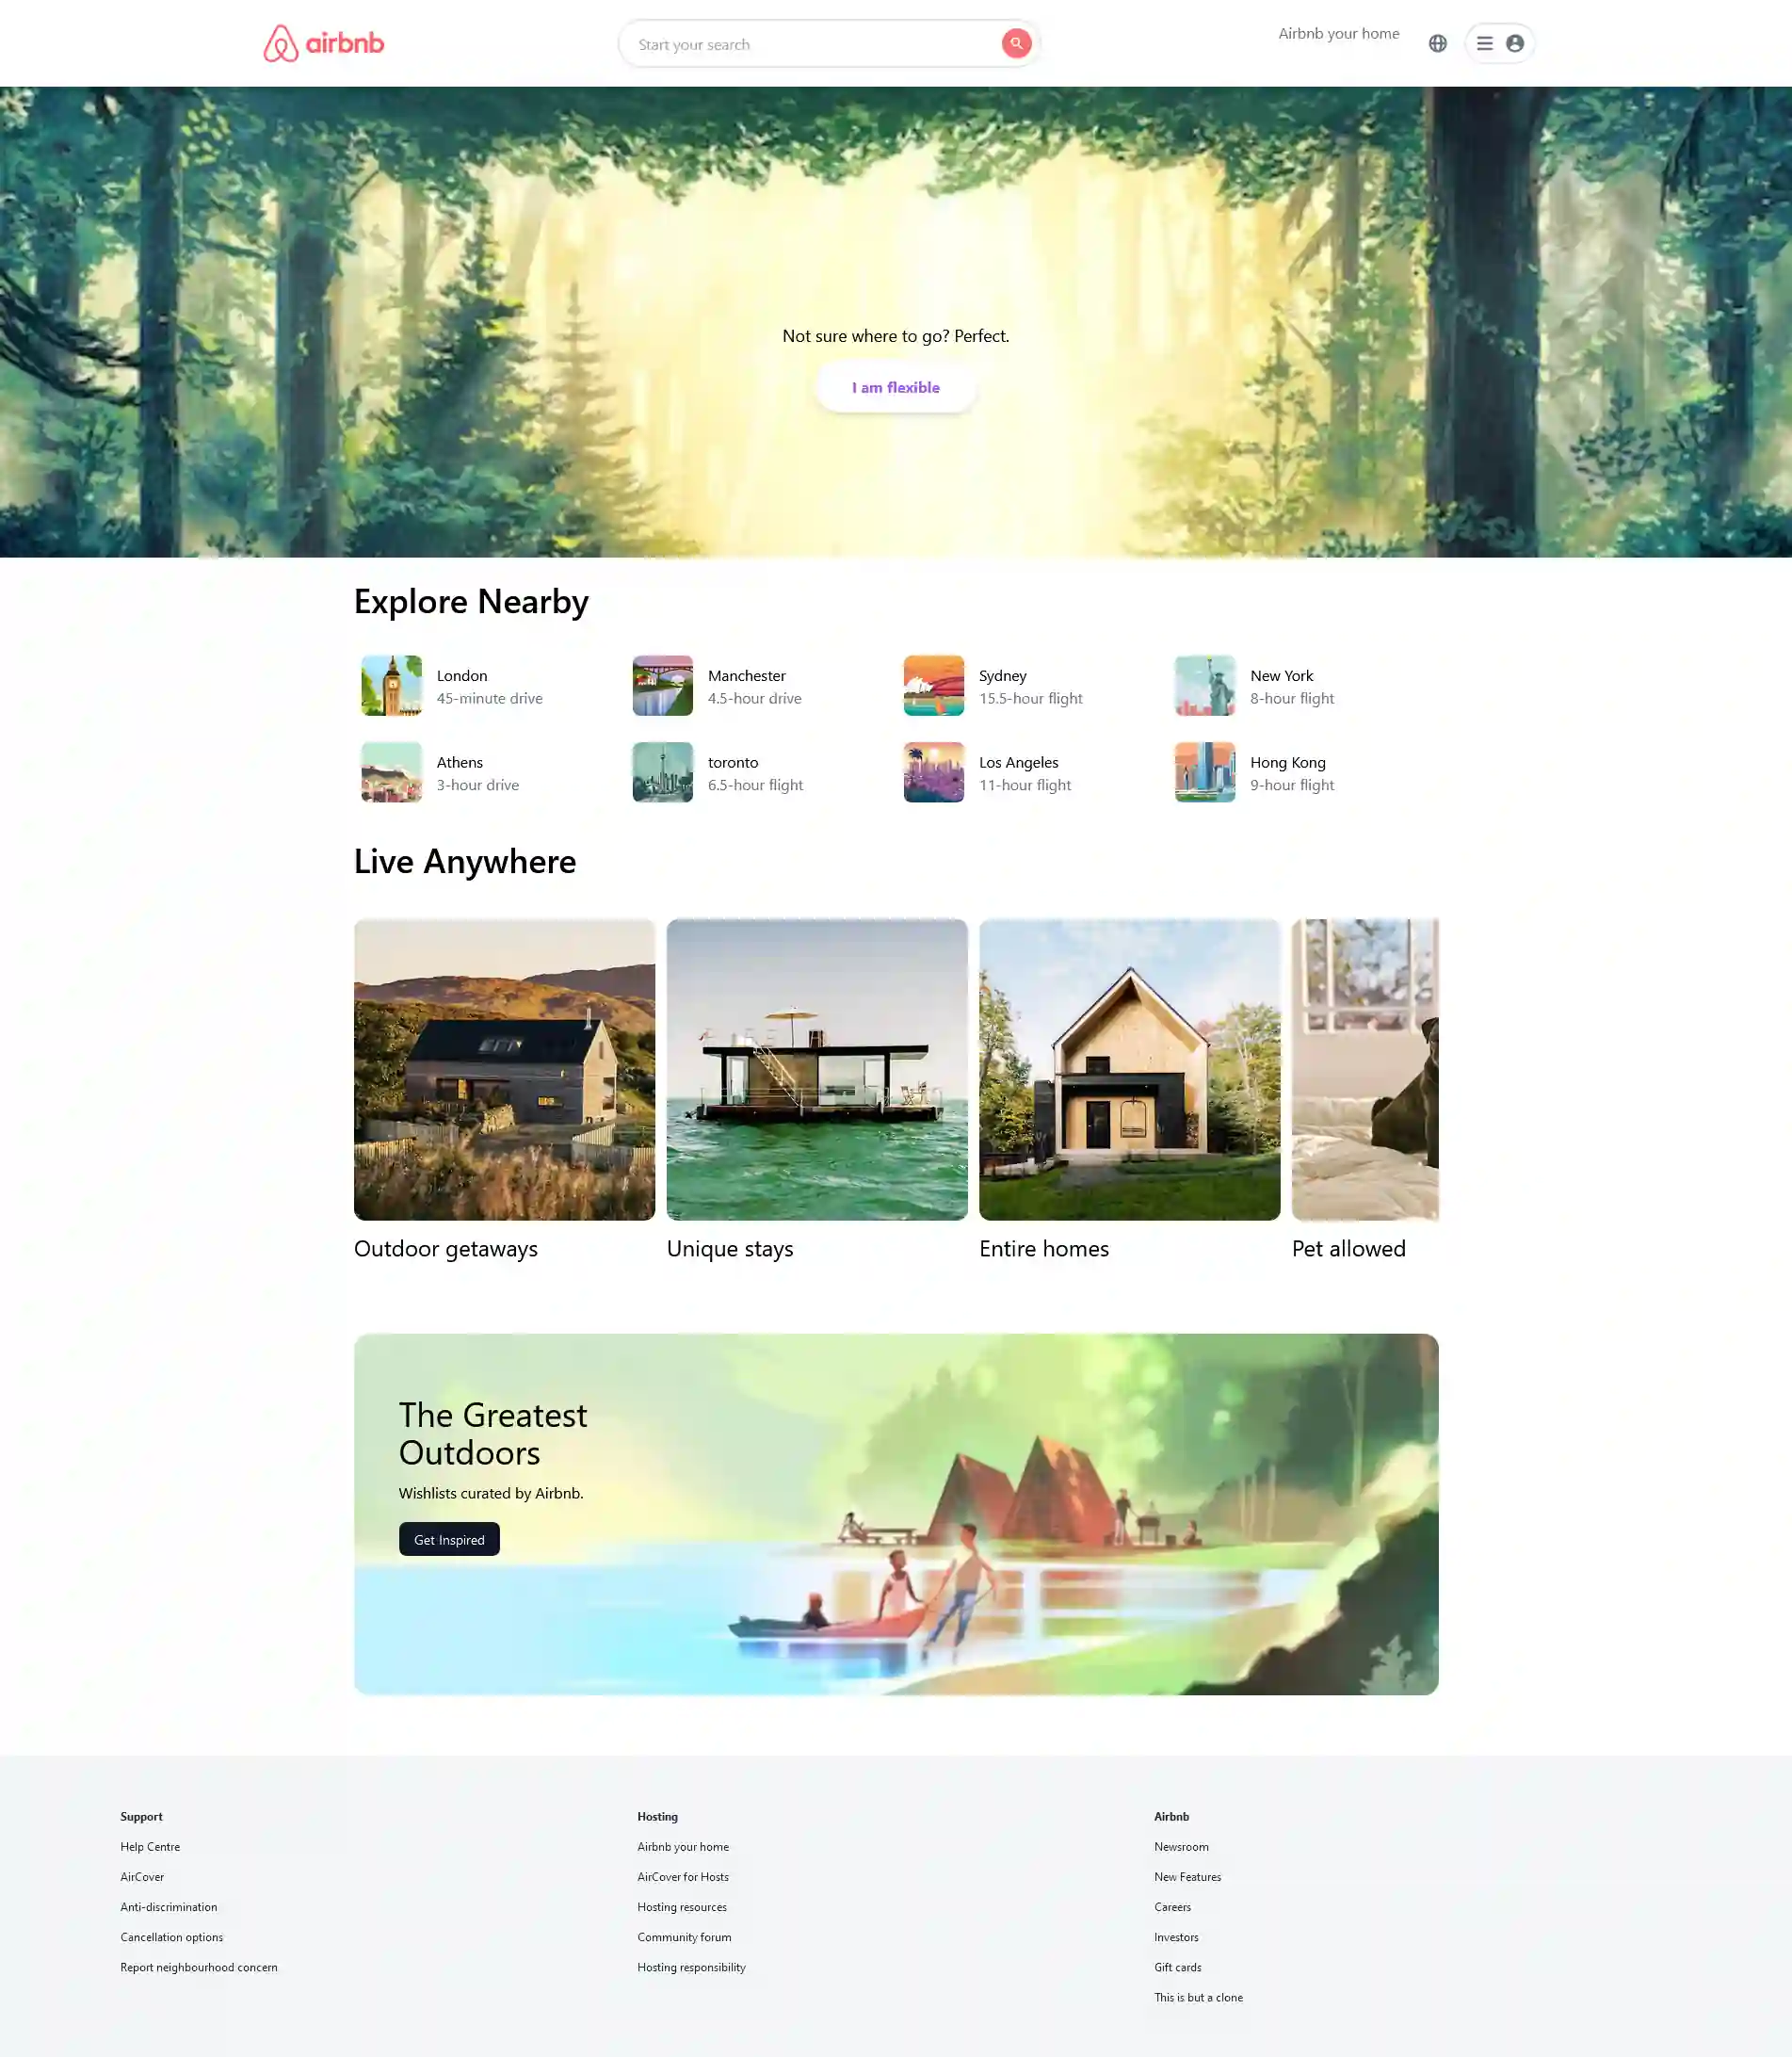 airbnb
Start your search
Airbnb your home
Not sure where to go? Perfect.
I am flexible
Explore Nearby
London
45-minute drive
Manchester
4.5-hour drive
Sydney
15.5-hour flight
New York
8-hour flight
Athens
3-hour drive
toronto
6.5-hour flight
Los Angeles
11-hour flight
Hong Kong
9-hour flight
Live Anywhere
Outdoor getaways
Unique stays
Entire homes
Pet allowed
The Greatest
Outdoors
Wishlists curated by Airbnb.
Get Inspired
Support
Help Centre
AirCover
Anti-discrimination
Cancellation options
Report neighbourhood concern
Hosting
Airbnb your home
AirCover for Hosts
Hosting resources
Community forum
Hosting responsibility
Airbnb
Newsroom
New Features
Careers
Investors
Gift cards
This is but a clone